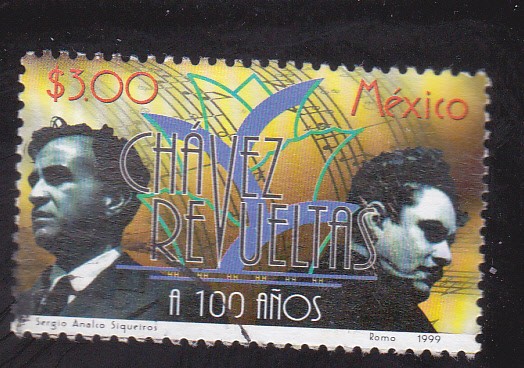 $3.00 México
CHÁVEZ
REVUELTAS
A 100 AÑOS
Sergio Analco Siqueiros Romo 1999